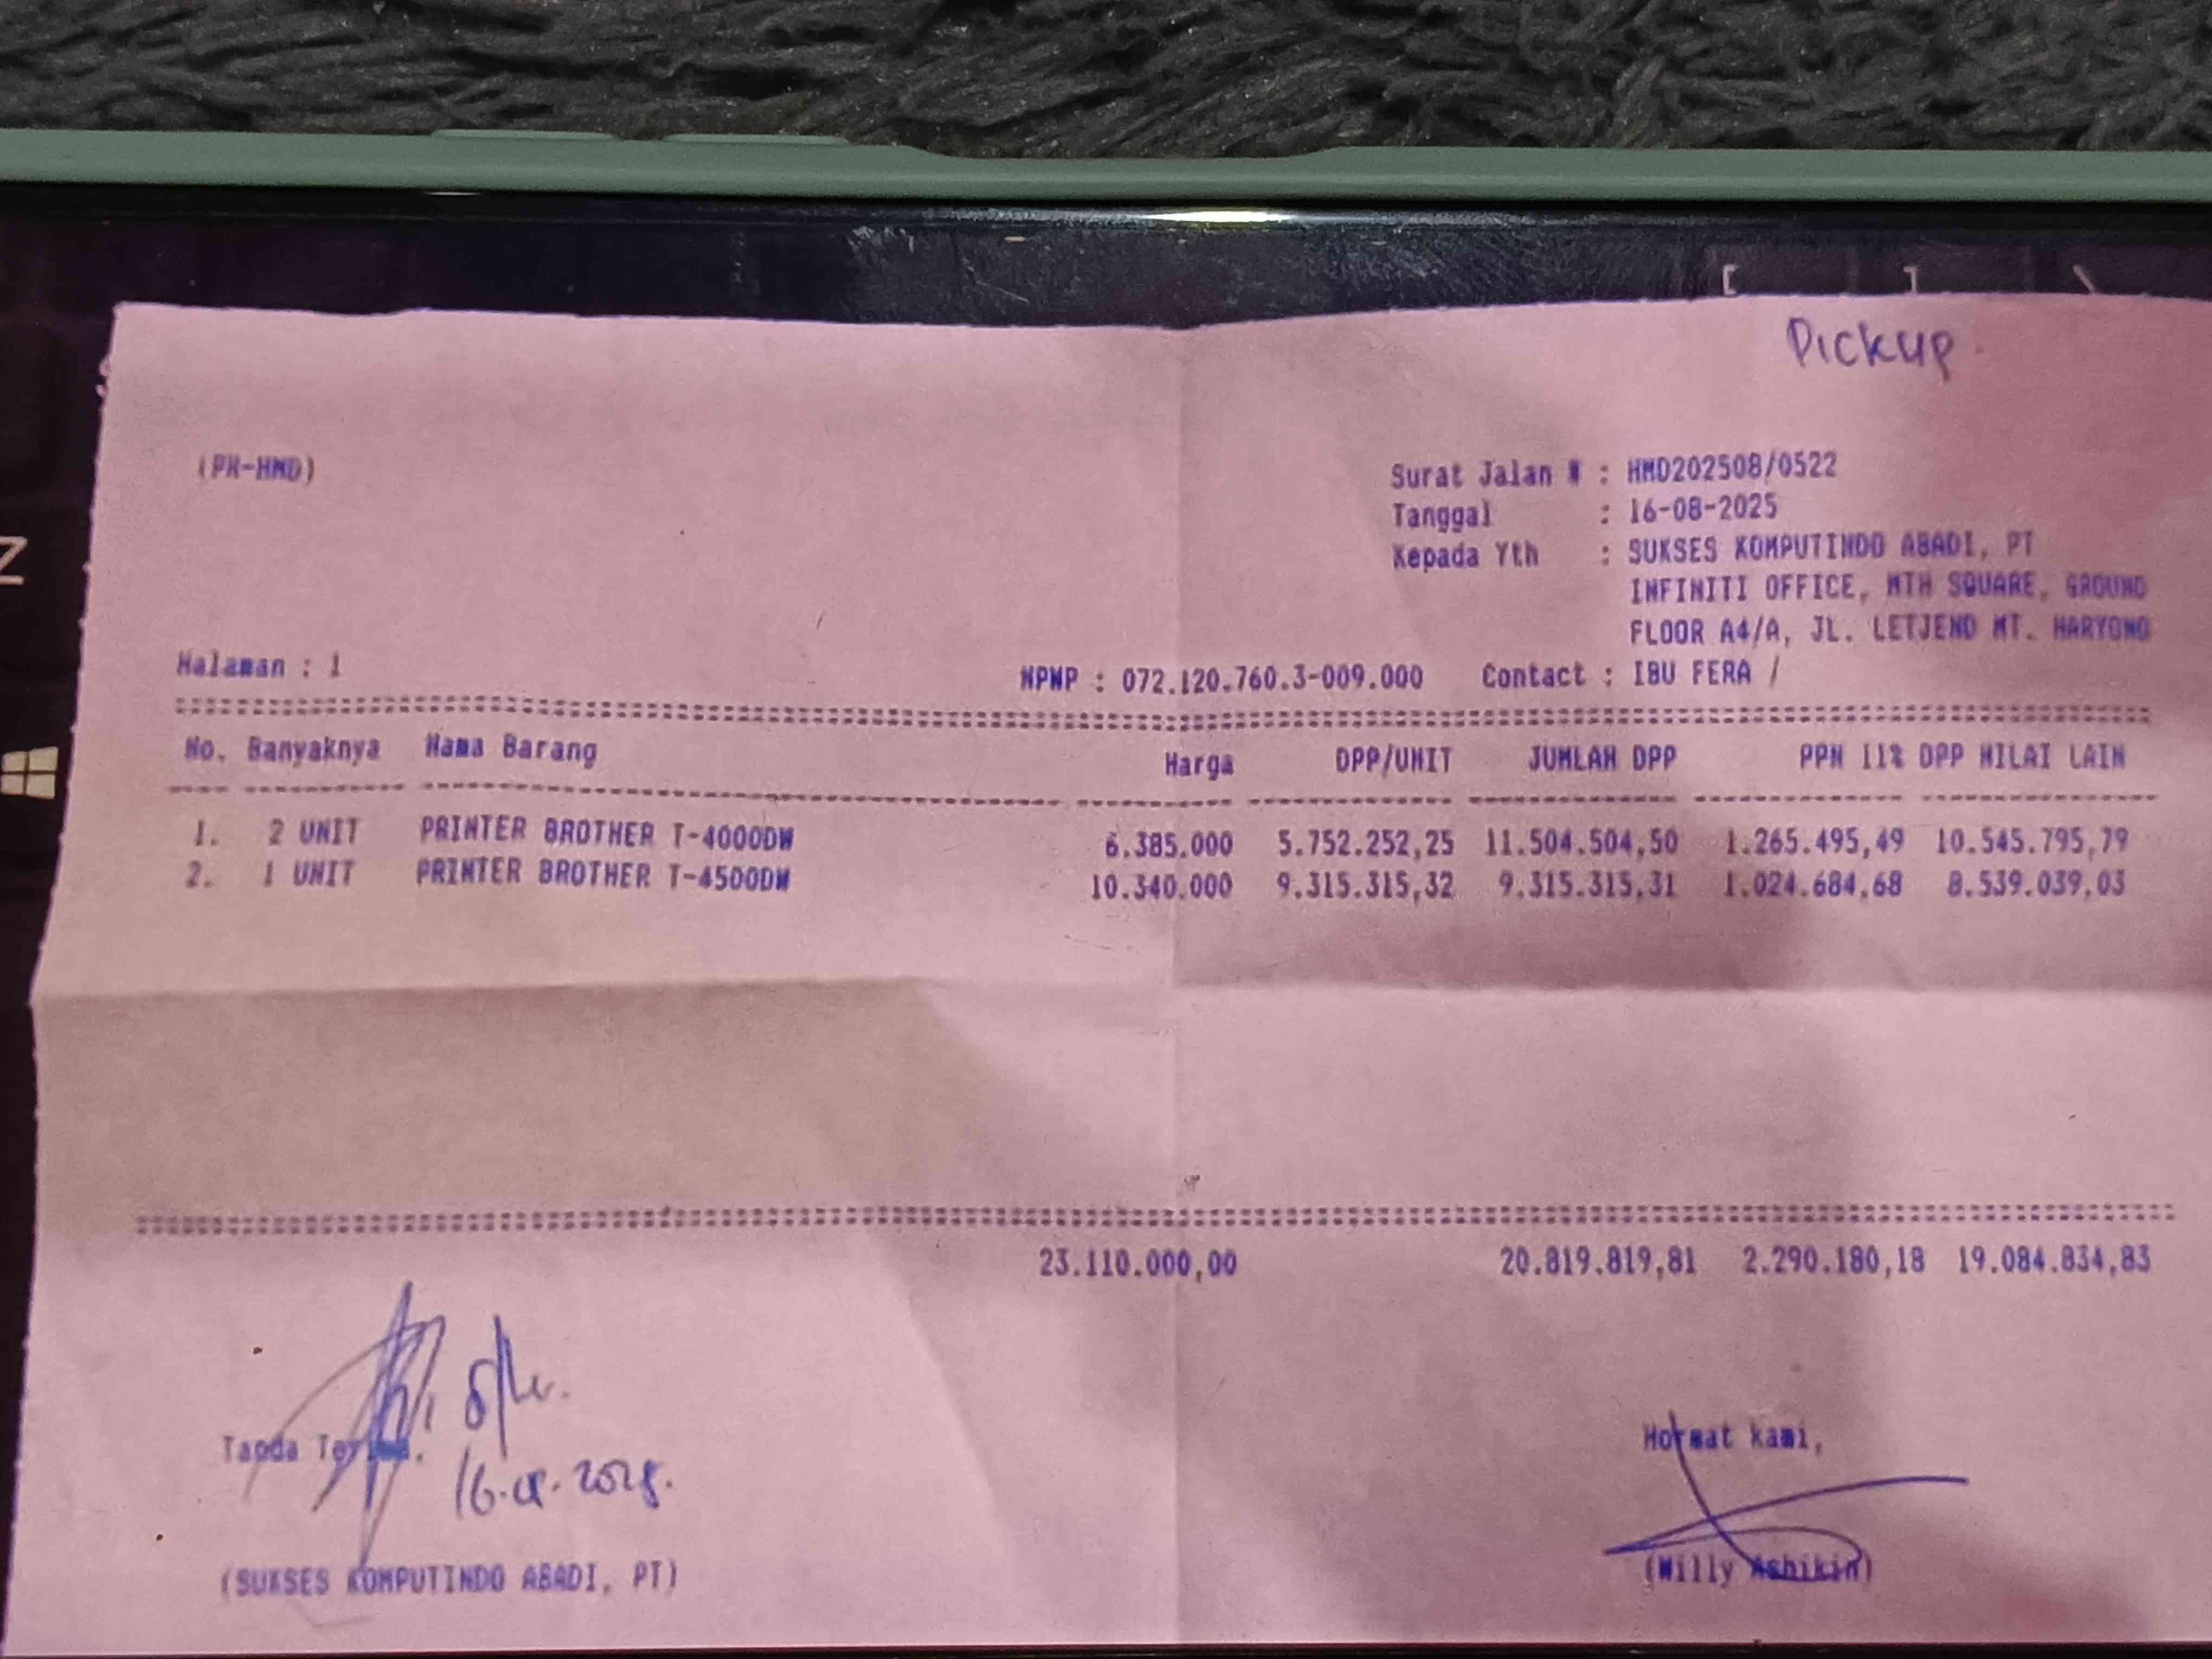 Pickup
(PH-HMD)
Surat Jalan # : HMD202508/0522
Tanggal : 16-08-2025
Kepada Yth : SUKSES KOMPUTINDO ABADI, PT
INFINITI OFFICE, MTH SQUARE, GROUND
FLOOR A4/A, JL. LETJEND MT. HARYONO
Halaman : 1 NPWP : 072.120.760.3-009.000 Contact : IBU FERA /
No. Banyaknya Nama Barang Harga DPP/UNIT JUMLAH DPP PPN 11% DPP NILAI LAIN
1. 2 UNIT PRINTER BROTHER T-4000DW 6.385.000 5.752.252,25 11.504.504,50 1.265.495,49 10.545.795,79
2. 1 UNIT PRINTER BROTHER T-4500DW 10.340.000 9.315.315,32 9.315.315,31 1.024.684,68 8.539.039,03
23.110.000,00 20.819.819,81 2.290.180,18 19.084.834,83
Tanda Terima.
Hormat kami,
(SUKSES KOMPUTINDO ABADI, PT)
(Willy Ashikin)